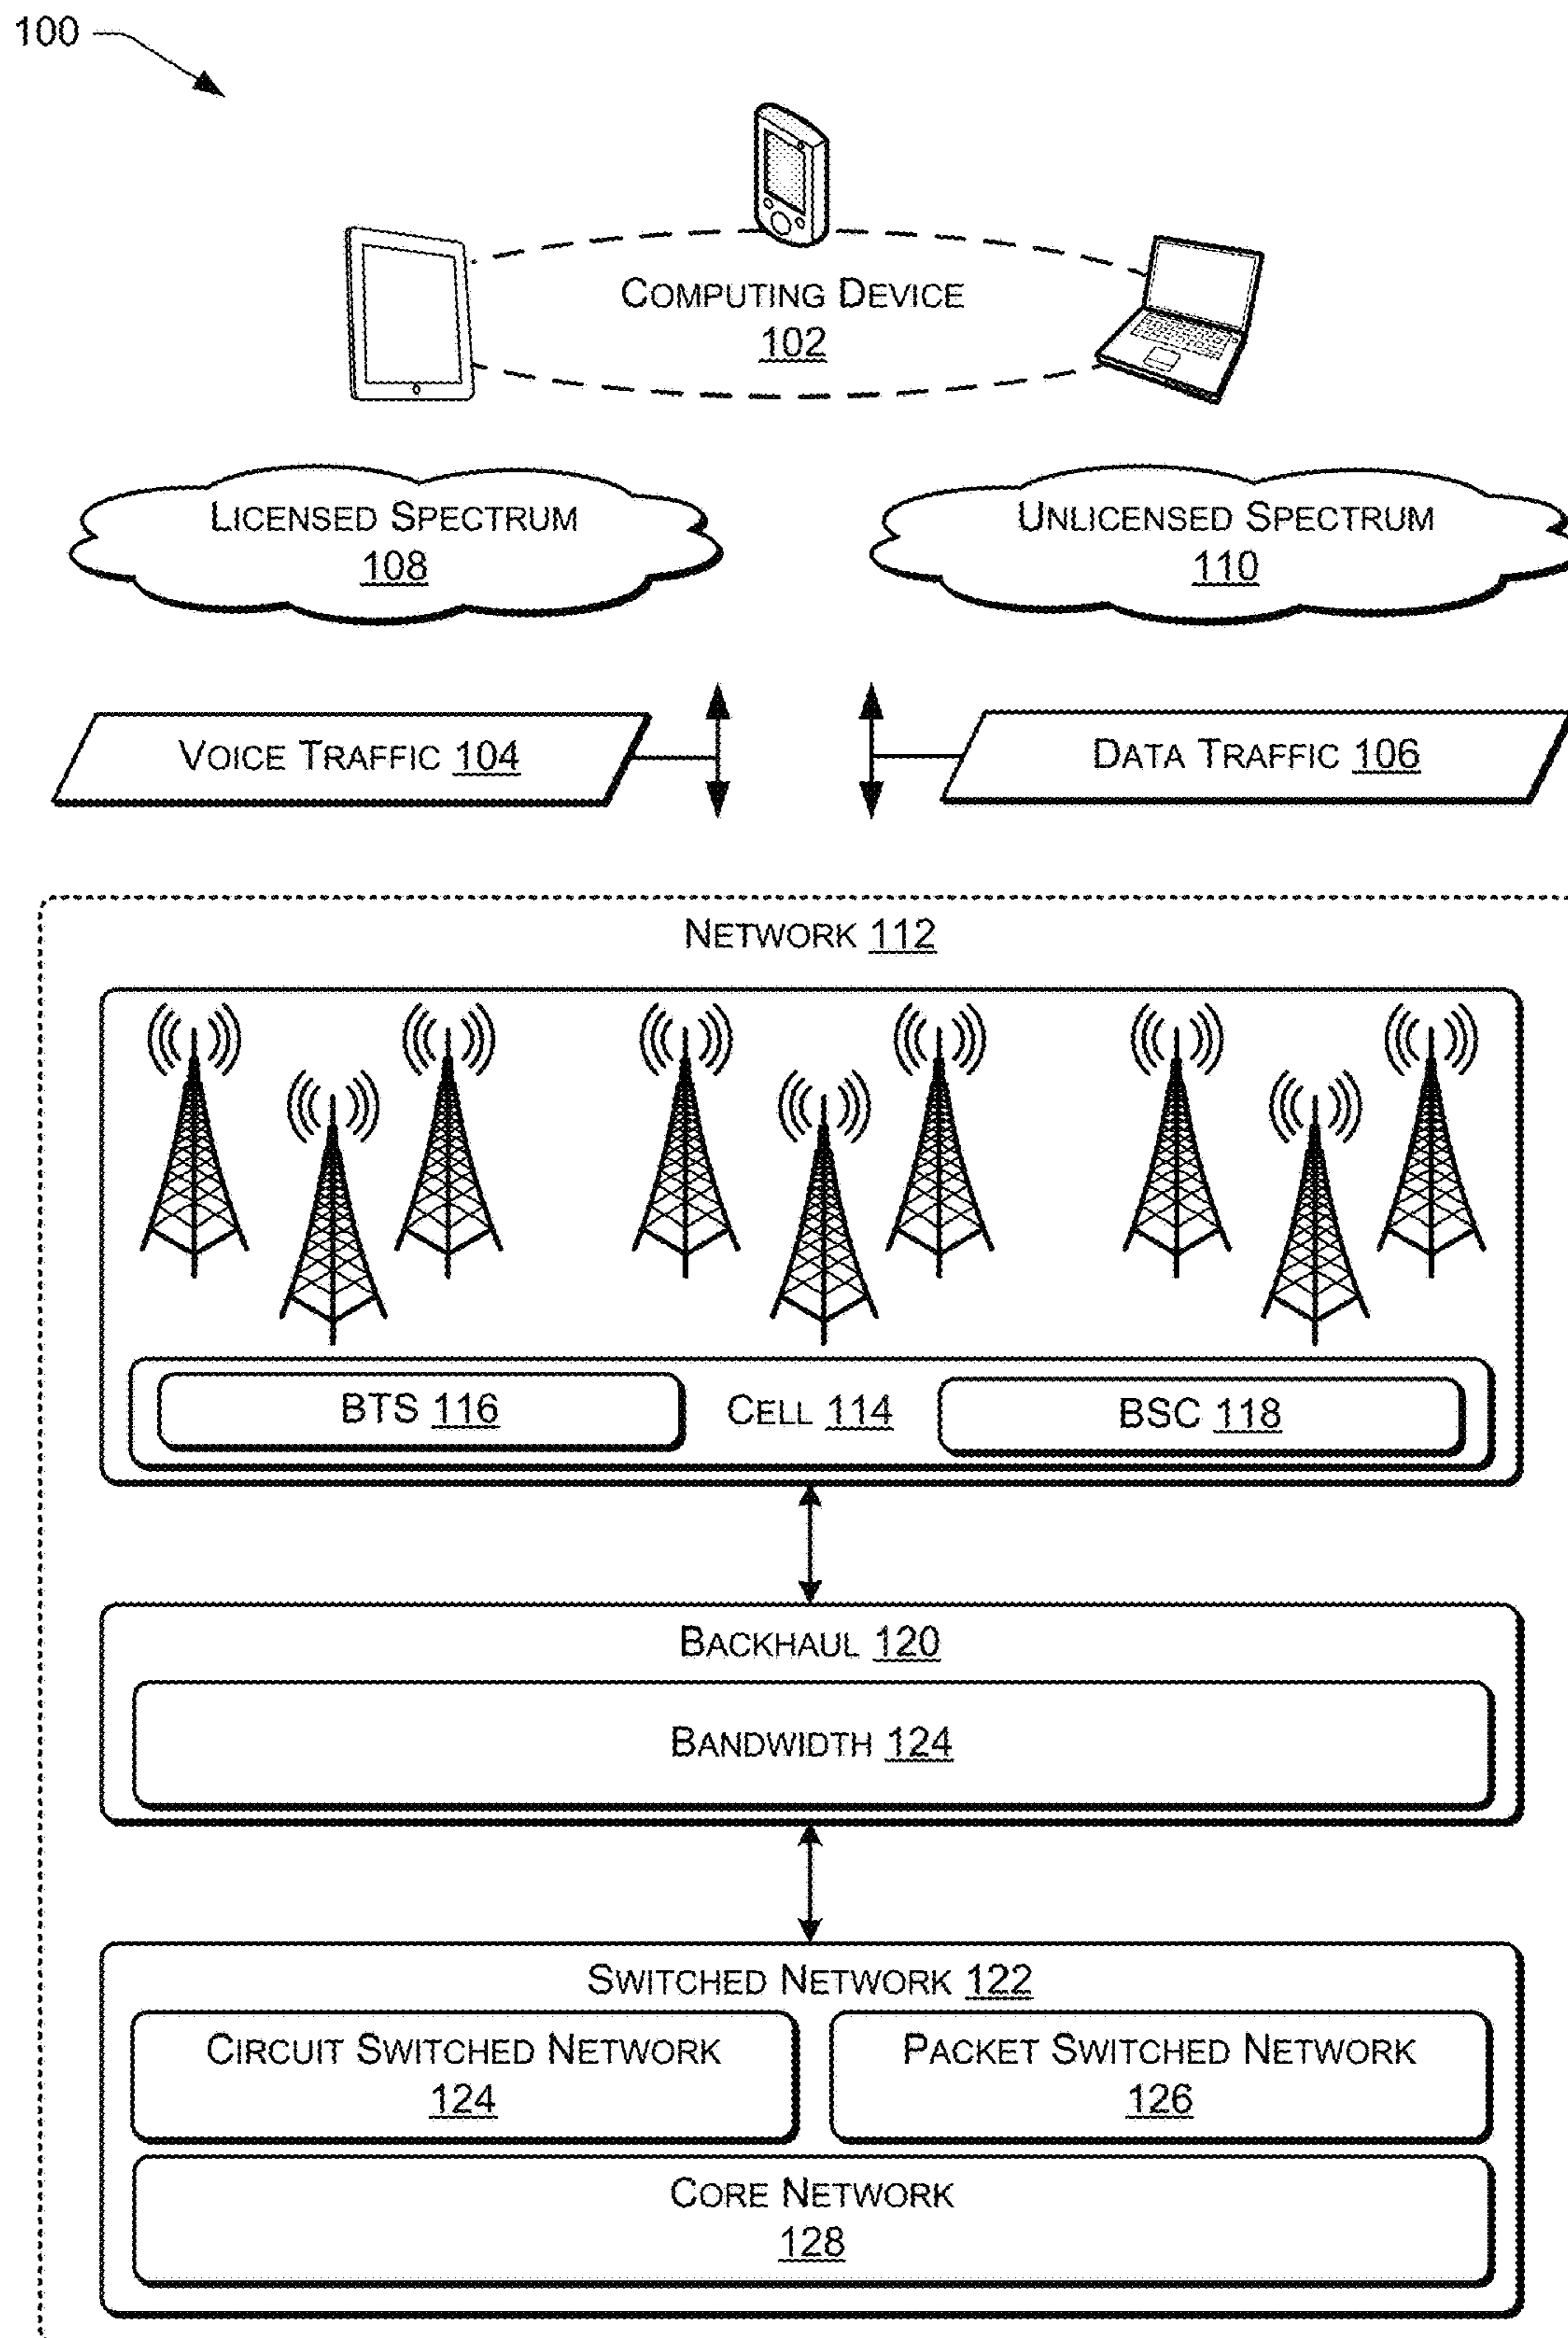 100
COMPUTING DEVICE
102
LICENSED SPECTRUM
108
UNLICENSED SPECTRUM
110
VOICE TRAFFIC 104
DATA TRAFFIC 106
NETWORK 112
BTS 116
CELL 114
BSC 118
BACKHAUL 120
BANDWIDTH 124
SWITCHED NETWORK 122
CIRCUIT SWITCHED NETWORK
124
PACKET SWITCHED NETWORK
126
CORE NETWORK
128